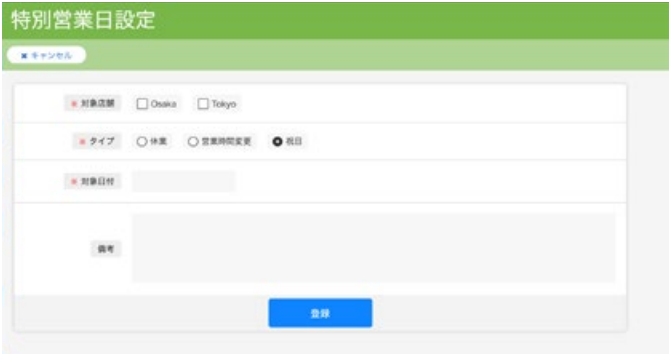 特別営業日設定
✖ キャンセル
※ 対象店舗 Osaka Tokyo
※ タイプ 休業 営業時間変更 祝日
※ 対象日付
備考
登録